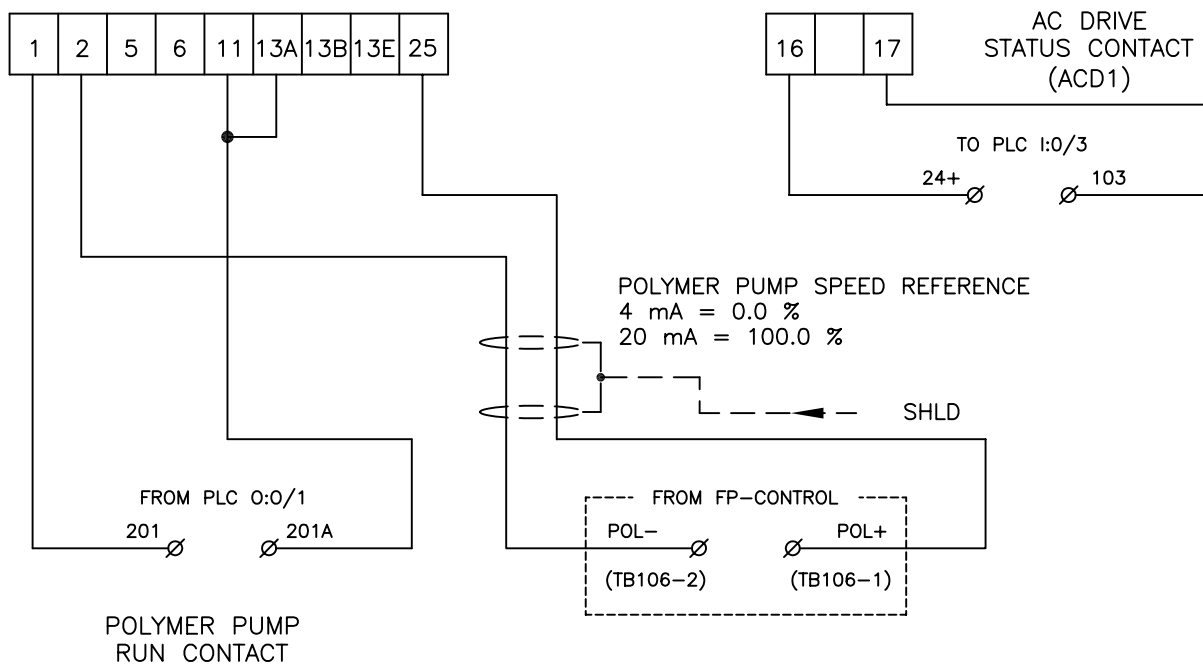 1 2 5 6 11 13A 13B 13E 25
16 17
AC DRIVE
STATUS CONTACT
(ACD1)
TO PLC I:0/3
24+ 103
POLYMER PUMP SPEED REFERENCE
4 mA = 0.0 %
20 mA = 100.0 %
SHLD
FROM PLC O:0/1
201 201A
POLYMER PUMP
RUN CONTACT
FROM FP-CONTROL
POL- POL+
(TB106-2) (TB106-1)